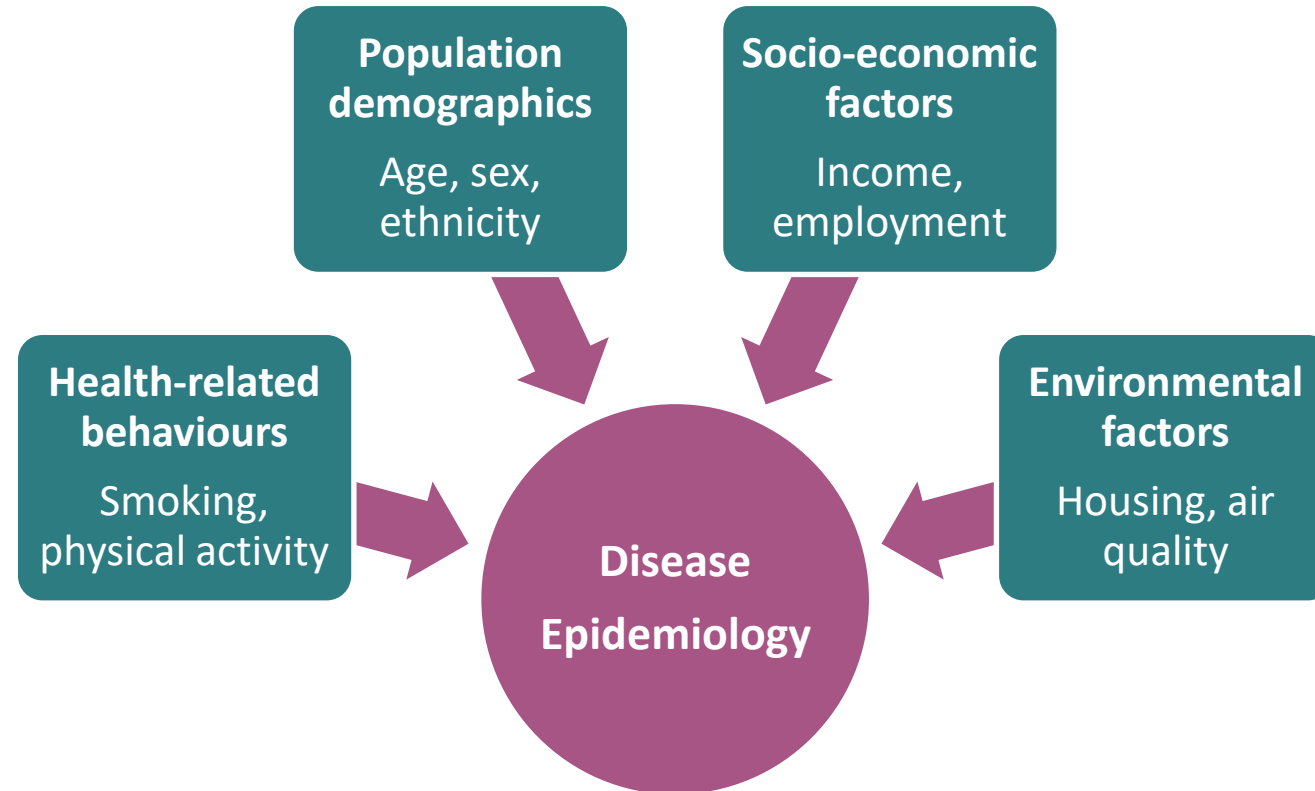 Population
demographics
Age, sex,
ethnicity
Socio-economic
factors
Income,
employment
Health-related
behaviours
Smoking,
physical activity
Environmental
factors
Housing, air
quality
Disease
Epidemiology